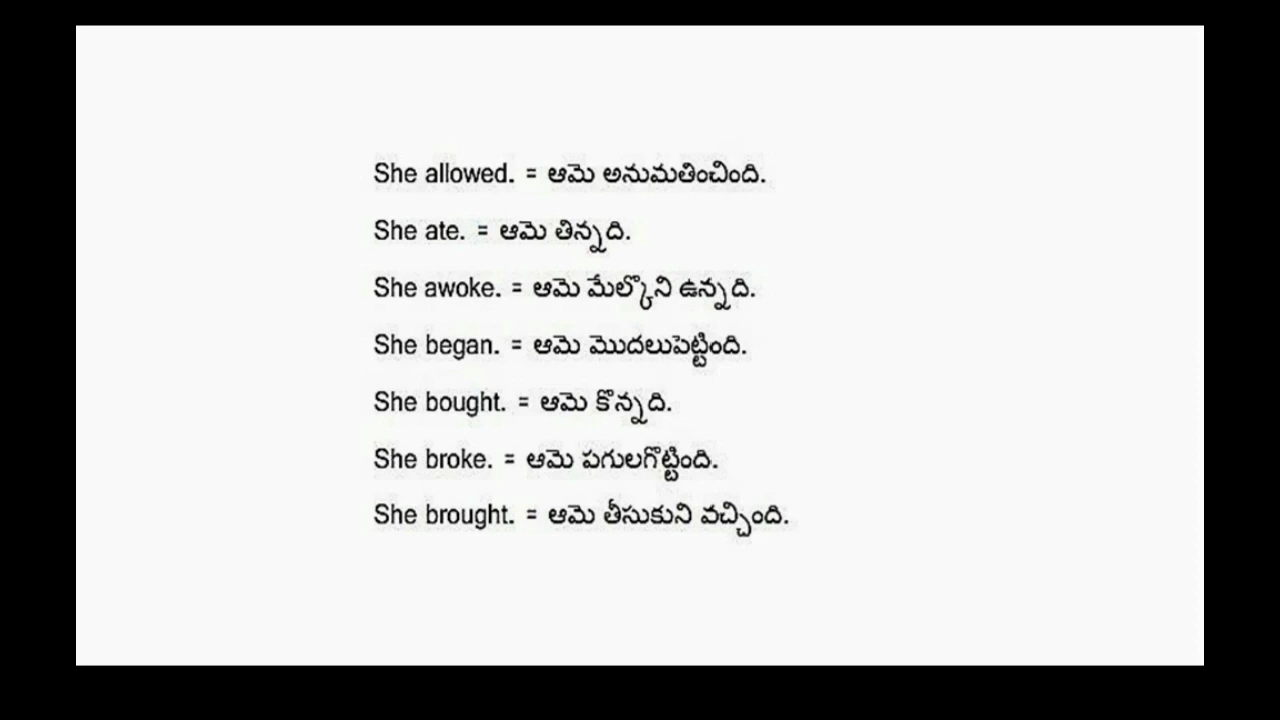 She allowed. = ఆమె అనుమతించింది.
She ate. = ఆమె తిన్నది.
She awoke. = ఆమె మేల్కొని ఉన్నది.
She began. = ఆమె మొదలుపెట్టింది.
She bought. = ఆమె కొన్నది.
She broke. = ఆమె పగులగొట్టింది.
She brought. = ఆమె తీసుకుని వచ్చింది.